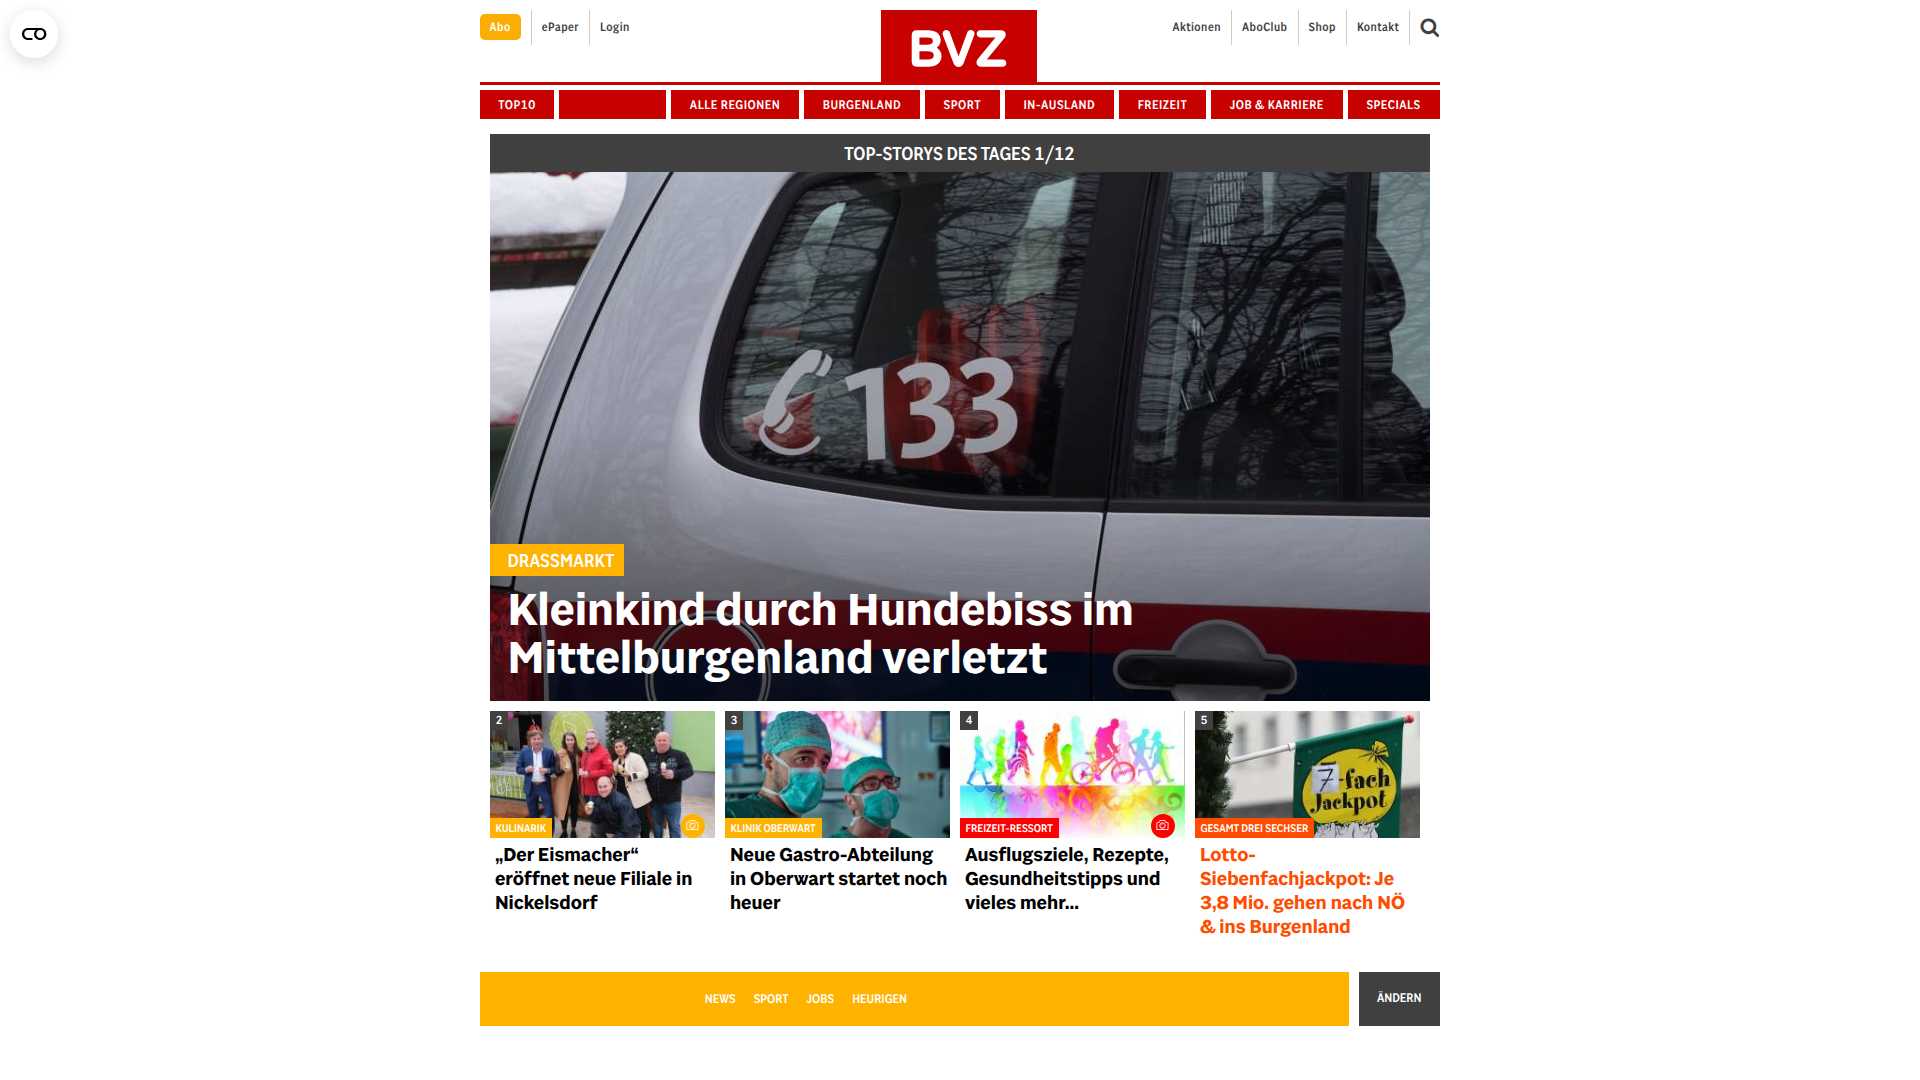 Abo
ePaper
Login
BVZ
Aktionen
AboClub
Shop
Kontakt
TOP10
ALLE REGIONEN
BURGENLAND
SPORT
IN-AUSLAND
FREIZEIT
JOB & KARRIERE
SPECIALS
TOP-STORYS DES TAGES 1/12
133
DRASSMARKT
Kleinkind durch Hundebiss im
Mittelburgenland verletzt
2
KULINARIK
„Der Eismacher“
eröffnet neue Filiale in
Nickelsdorf
3
KLINIK OBERWART
Neue Gastro-Abteilung
in Oberwart startet noch
heuer
4
FREIZEIT-RESSORT
Ausflugsziele, Rezepte,
Gesundheitstipps und
vieles mehr...
5
7-fach
Jackpot
GESAMT DREI SECHSER
Lotto-
Siebenfachjackpot: Je
3,8 Mio. gehen nach NÖ
& ins Burgenland
NEWS
SPORT
JOBS
HEURIGEN
ÄNDERN